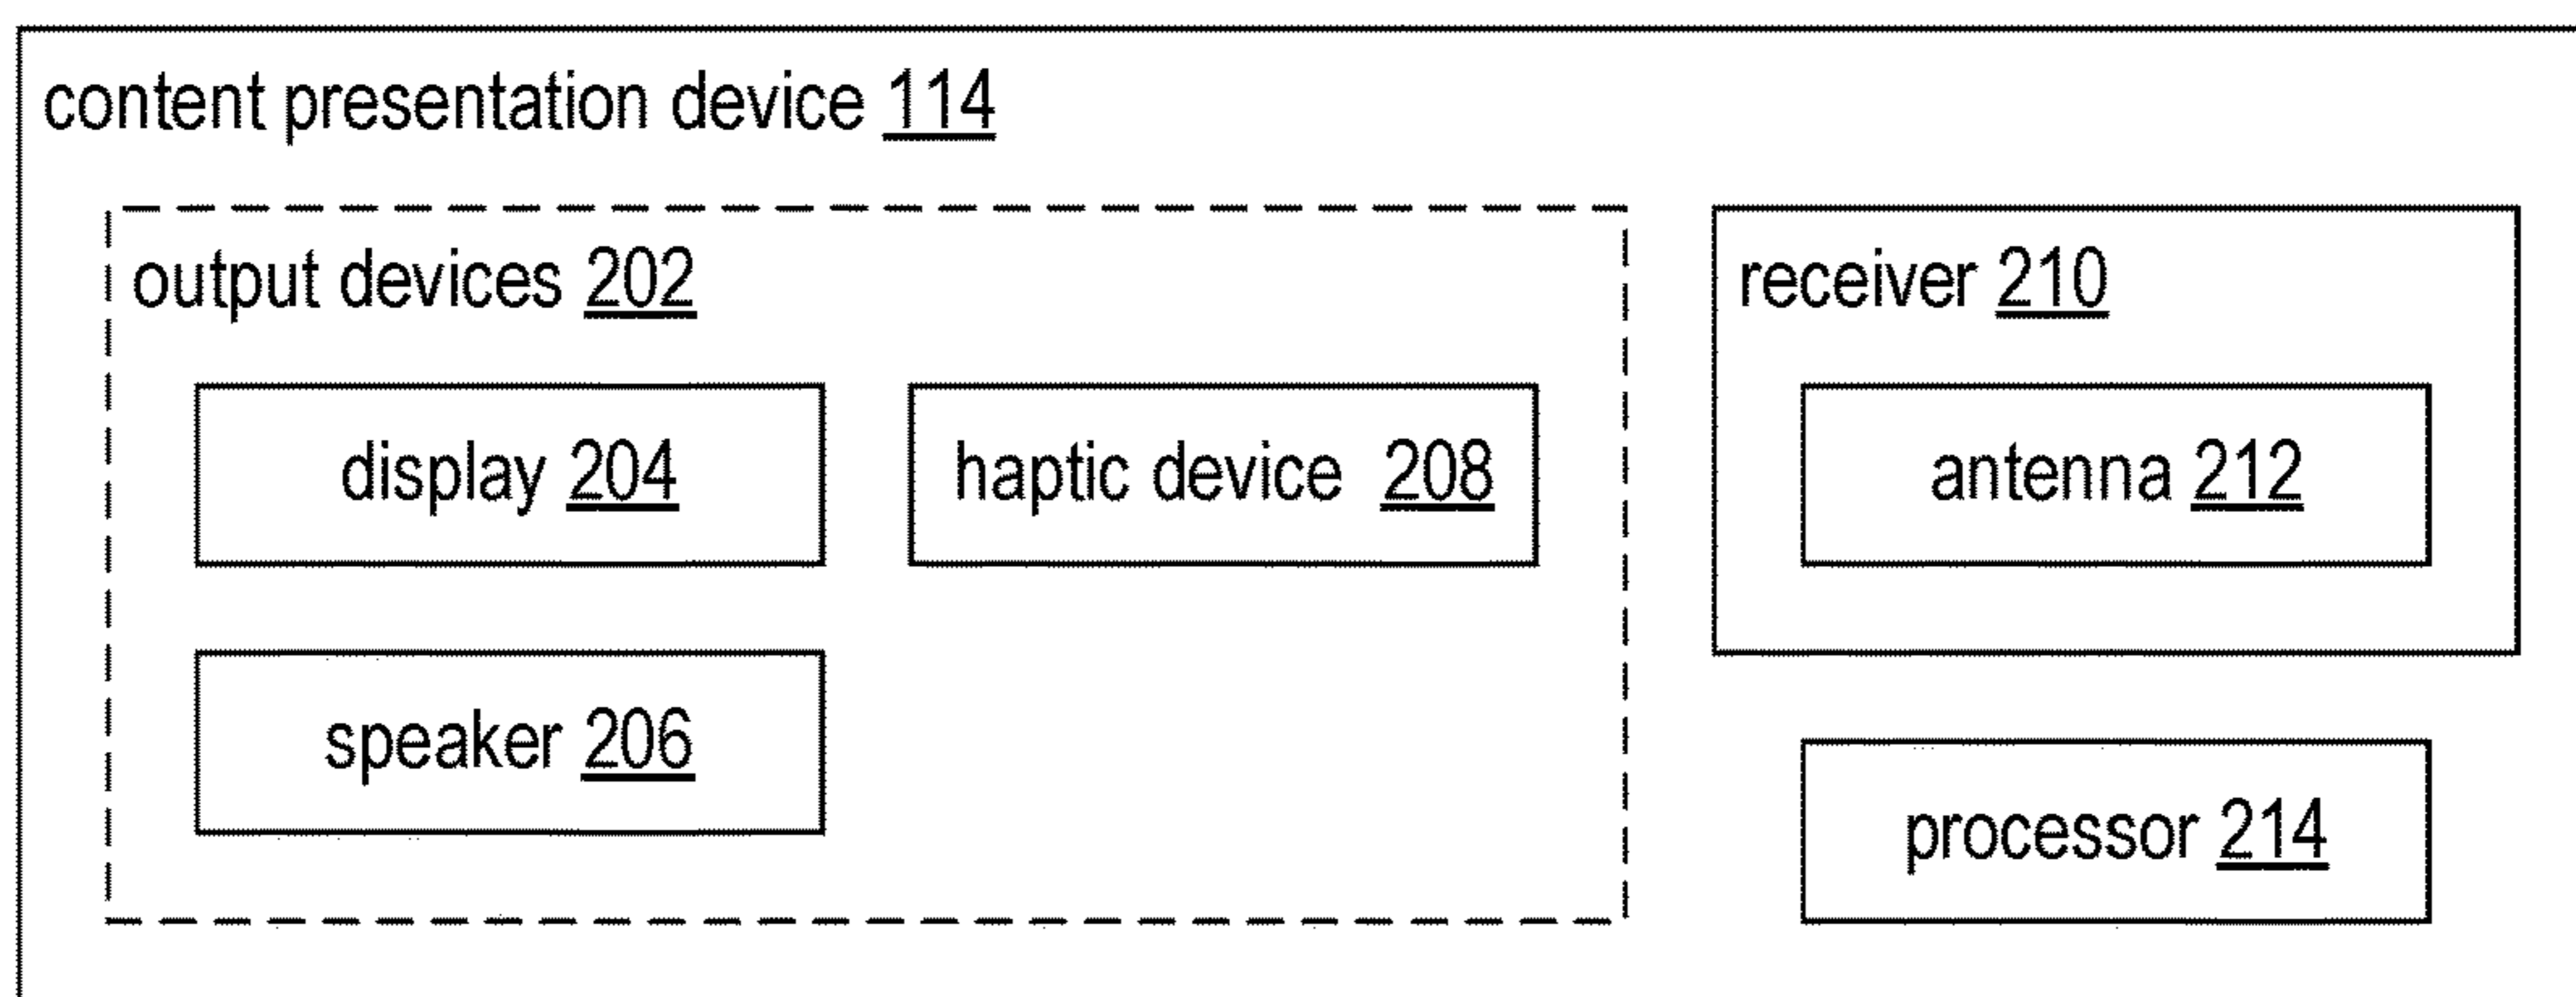 content presentation device 114
output devices 202
display 204
haptic device 208
speaker 206
receiver 210
antenna 212
processor 214